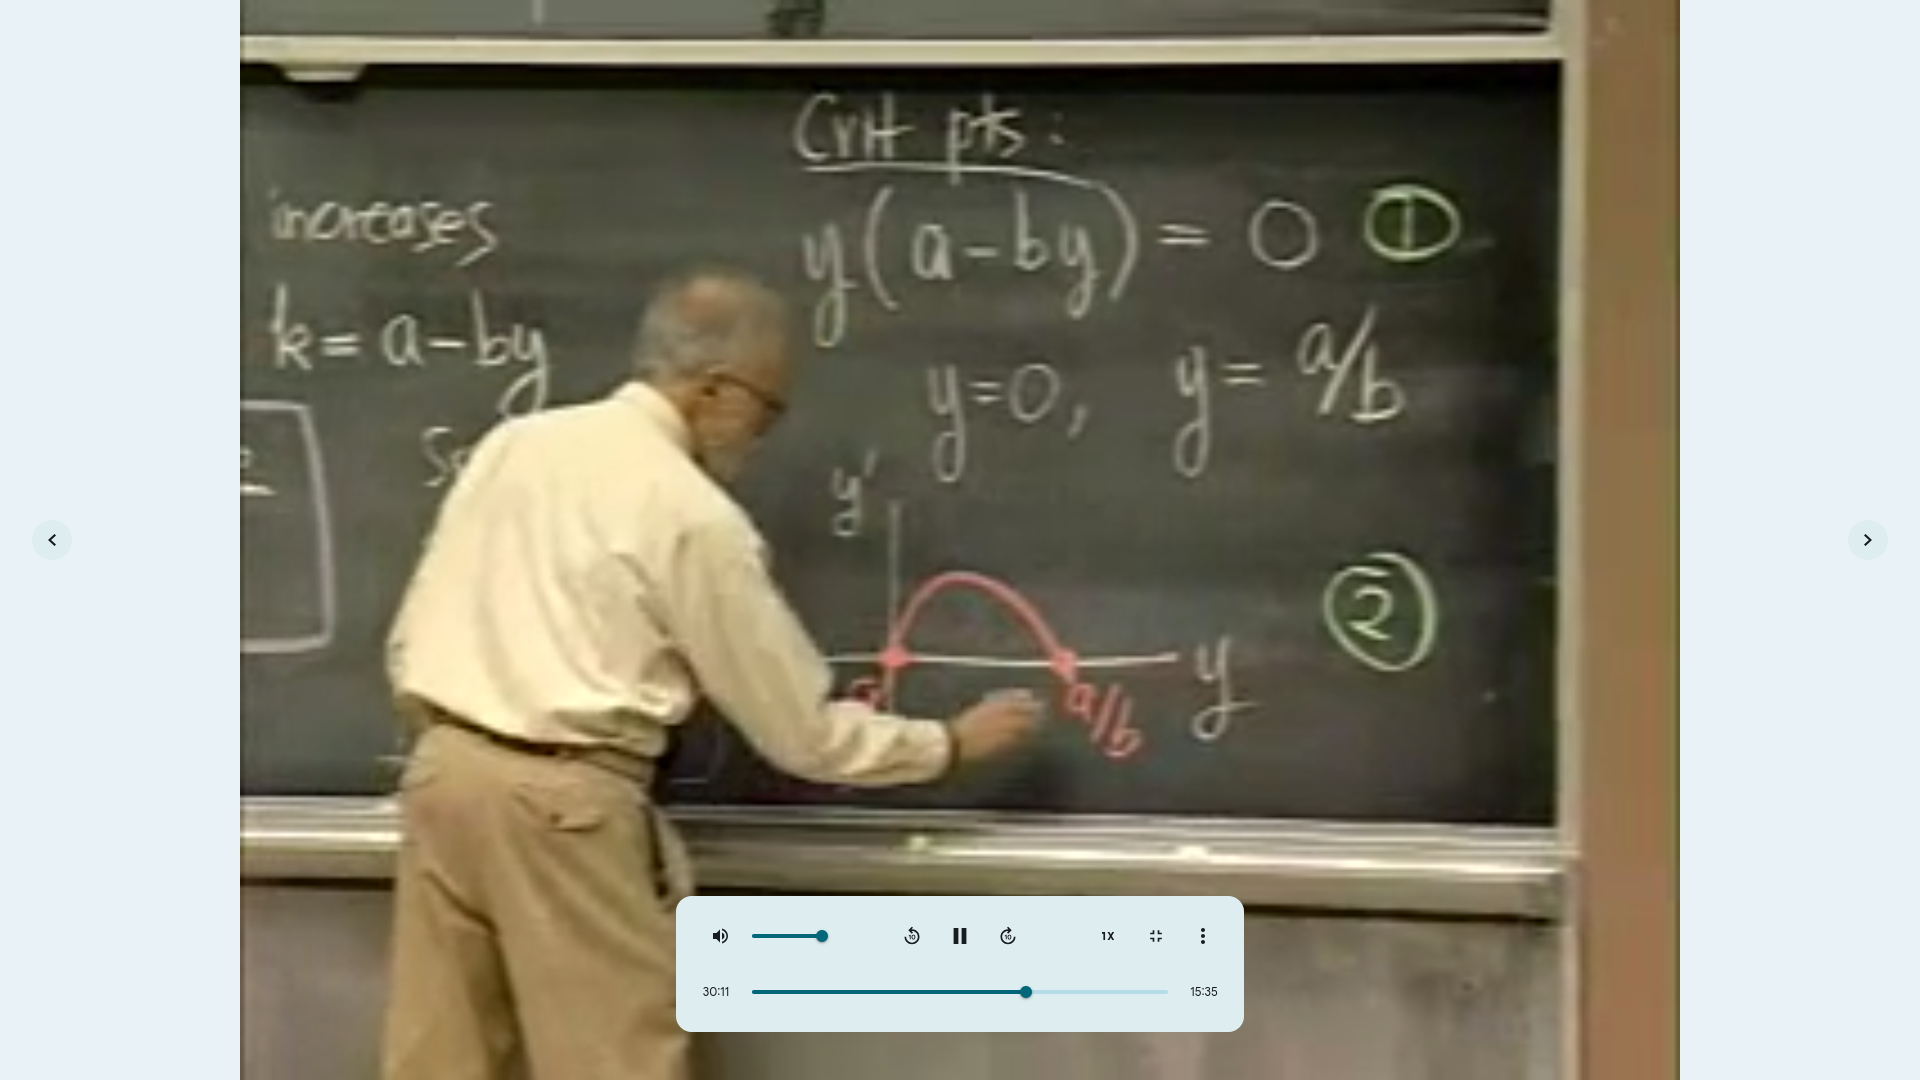 Crit pts:
increases
y(a-by) = 0 ①
k = a-by
y=0, y= a/b
y'
②
y
a/b
1X
30:11
15:35